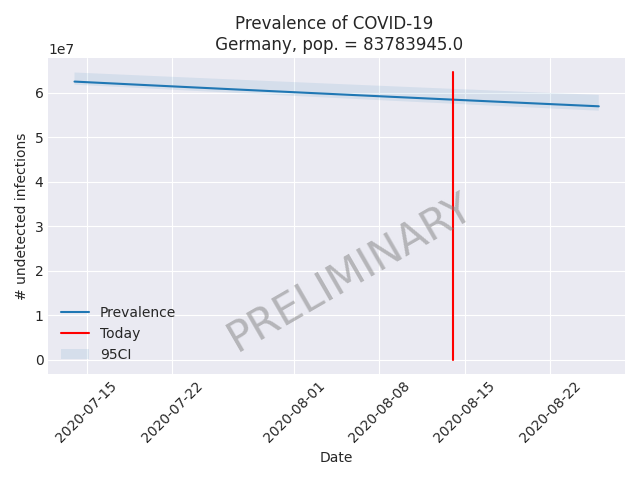 Prevalence of COVID-19
Germany, pop. = 83783945.0
1e7
6
5
4
3
2
1
0
# undetected infections
PRELIMINARY
Prevalence
Today
95CI
2020-07-15
2020-07-22
2020-08-01
2020-08-08
2020-08-15
2020-08-22
Date